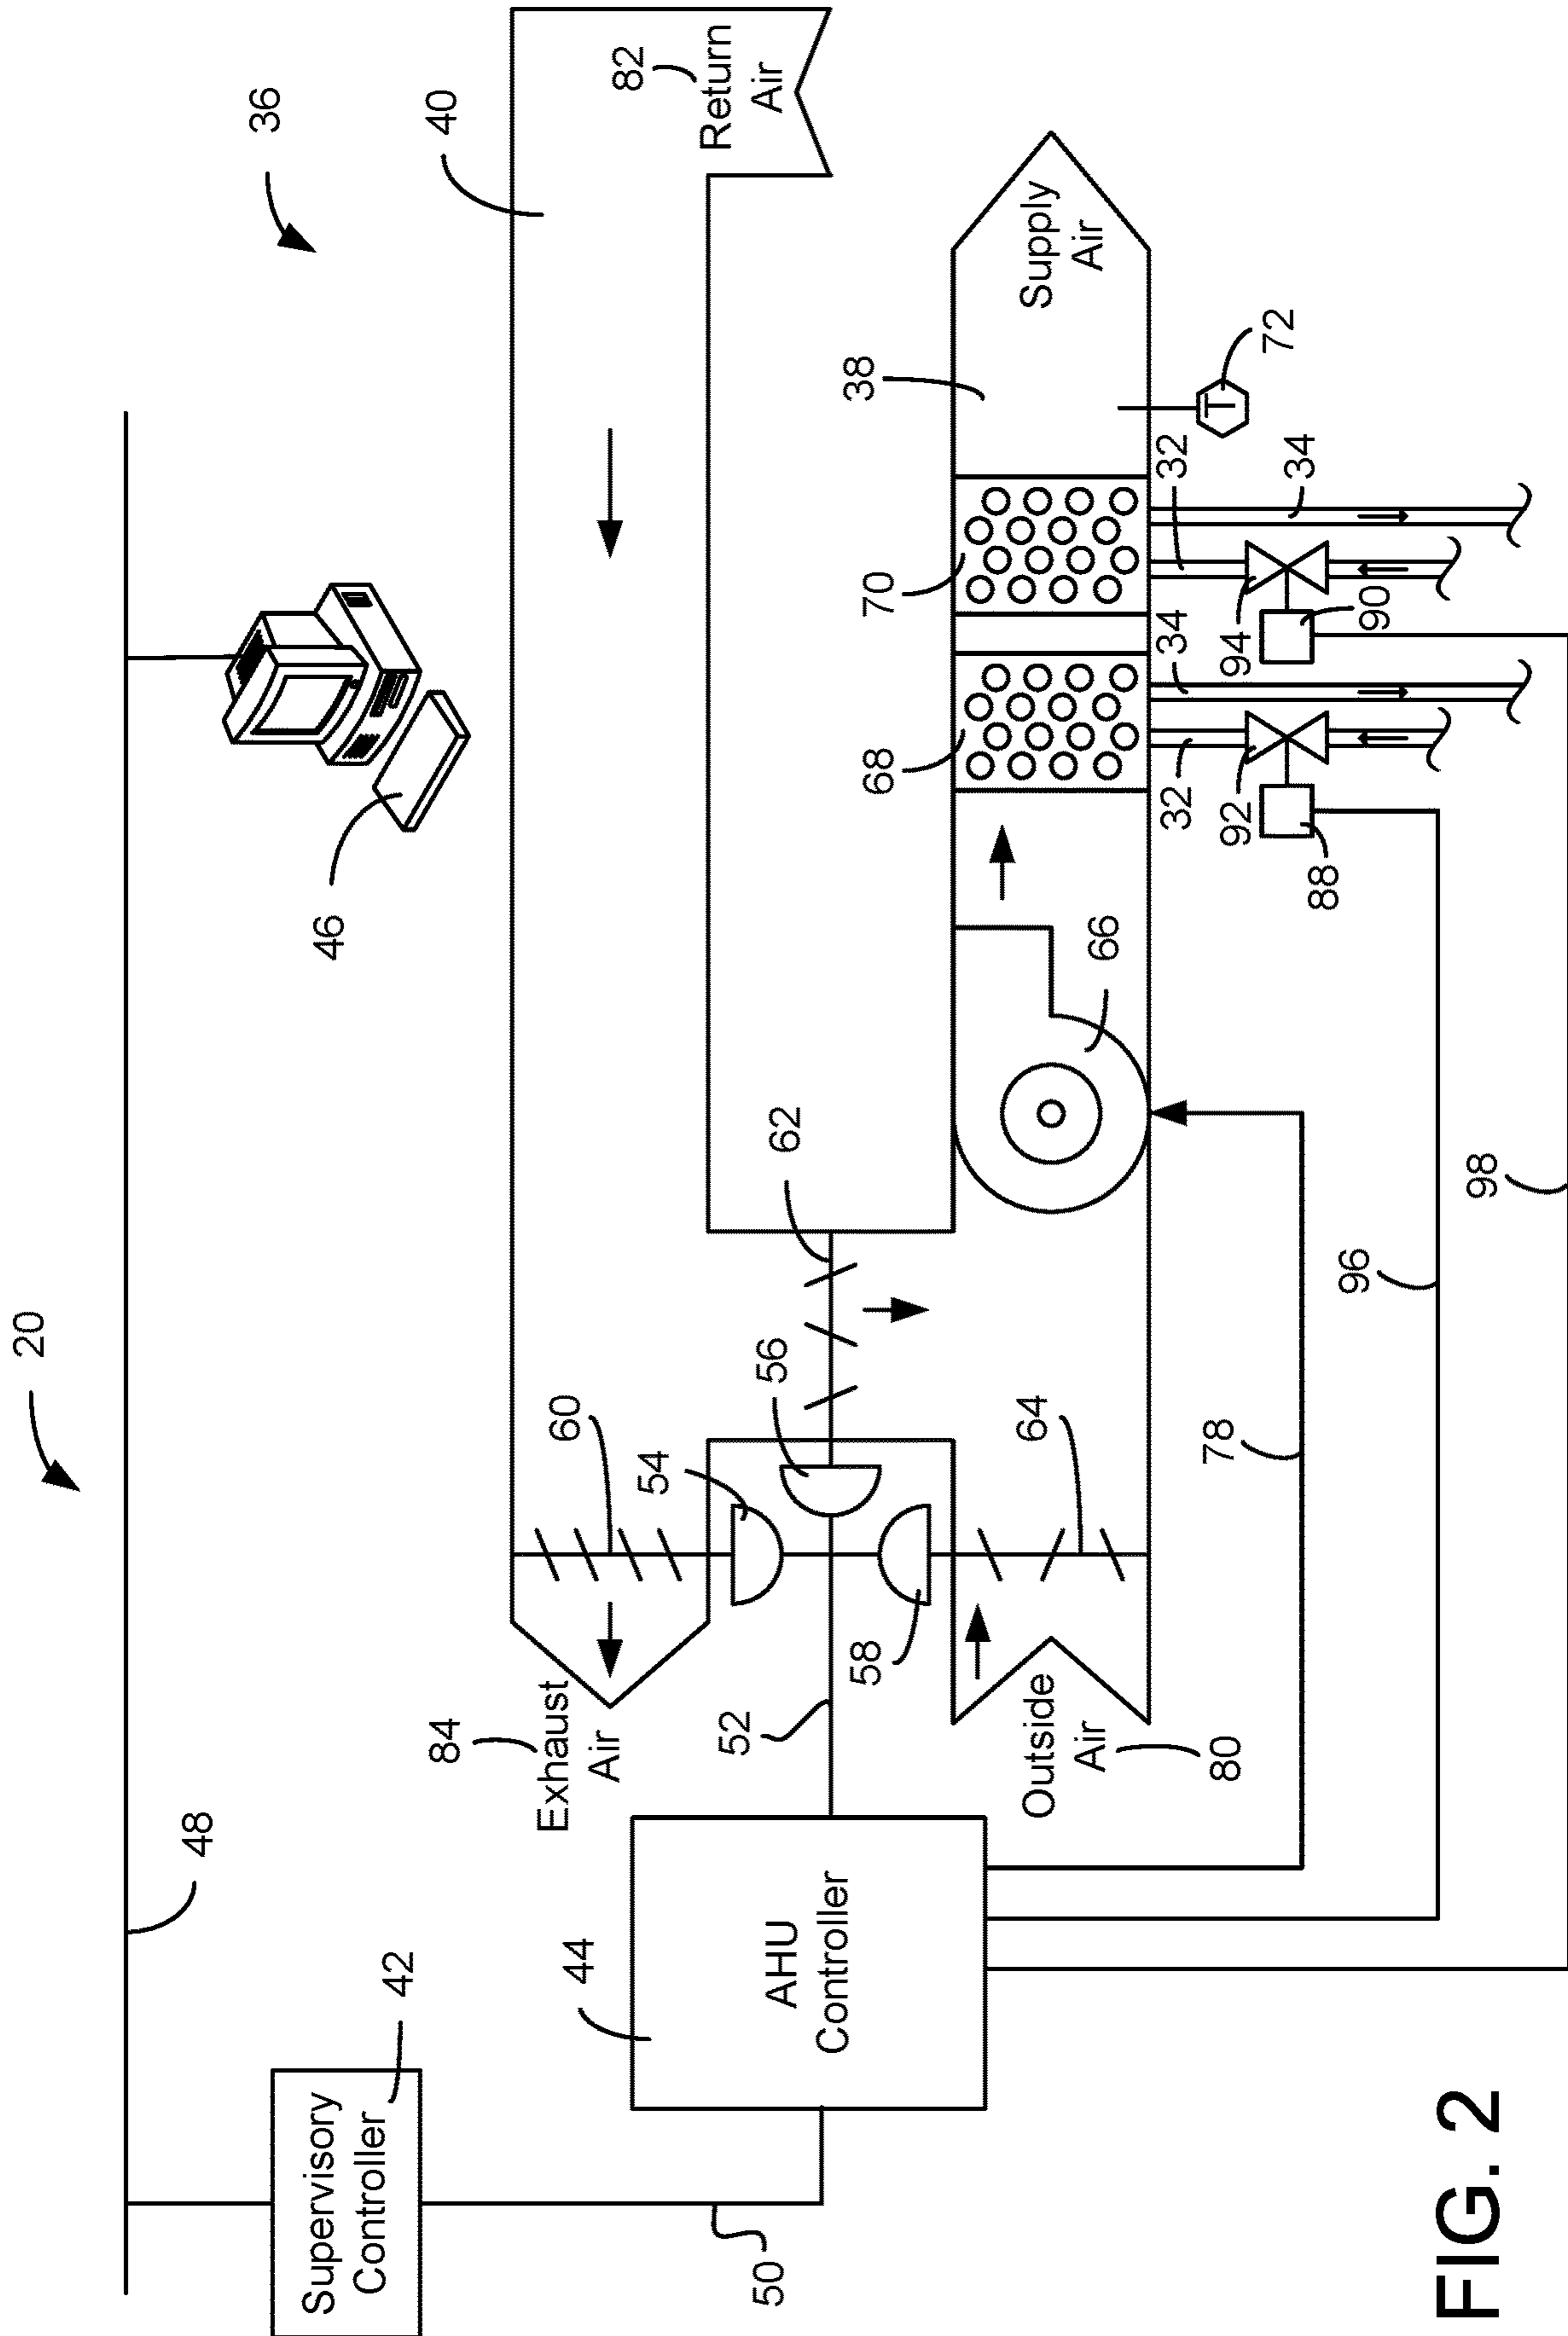 20
36
48
46
Supervisory
Controller
42
50
40
82
Return
Air
84
Exhaust
Air
60
54
56
62
52
58
64
44
AHU
Controller
Outside
Air
80
66
68
70
38
Supply
Air
72
32
34
32
34
92
94
88
90
78
96
98
FIG. 2
T